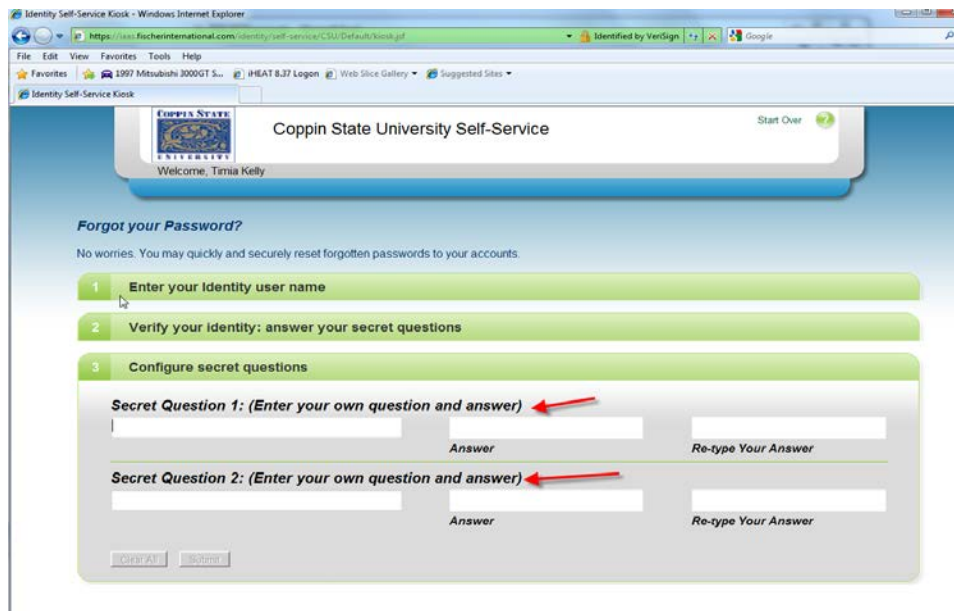 Identity Self-Service Kiosk - Windows Internet Explorer
https://iaas.fischerinternational.com/identity/self-service/CSU/Default/kiosk.jsf
Identified by VeriSign
Google
File Edit View Favorites Tools Help
Favorites 1997 Mitsubishi 3000GT S... iHEAT 8.37 Logon Web Slice Gallery Suggested Sites
Identity Self-Service Kiosk
COPPIN STATE
UNIVERSITY
Coppin State University Self-Service
Start Over
Welcome, Timia Kelly
Forgot your Password?
No worries. You may quickly and securely reset forgotten passwords to your accounts.
1 Enter your Identity user name
2 Verify your identity: answer your secret questions
3 Configure secret questions
Secret Question 1: (Enter your own question and answer)
Answer Re-type Your Answer
Secret Question 2: (Enter your own question and answer)
Answer Re-type Your Answer
Clear All Submit